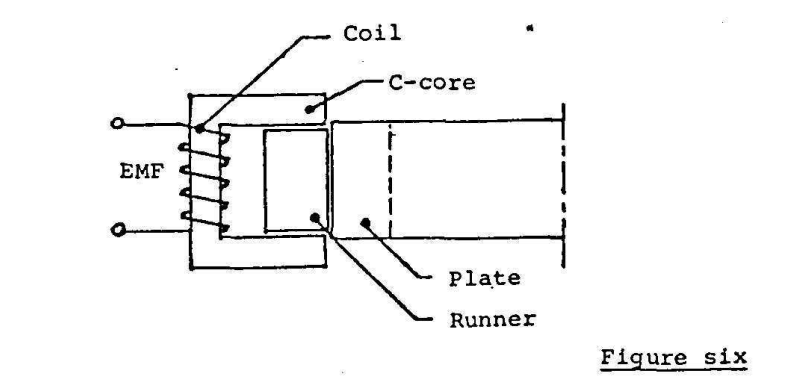 Coil
C-core
EMF
Plate
Runner
Figure six